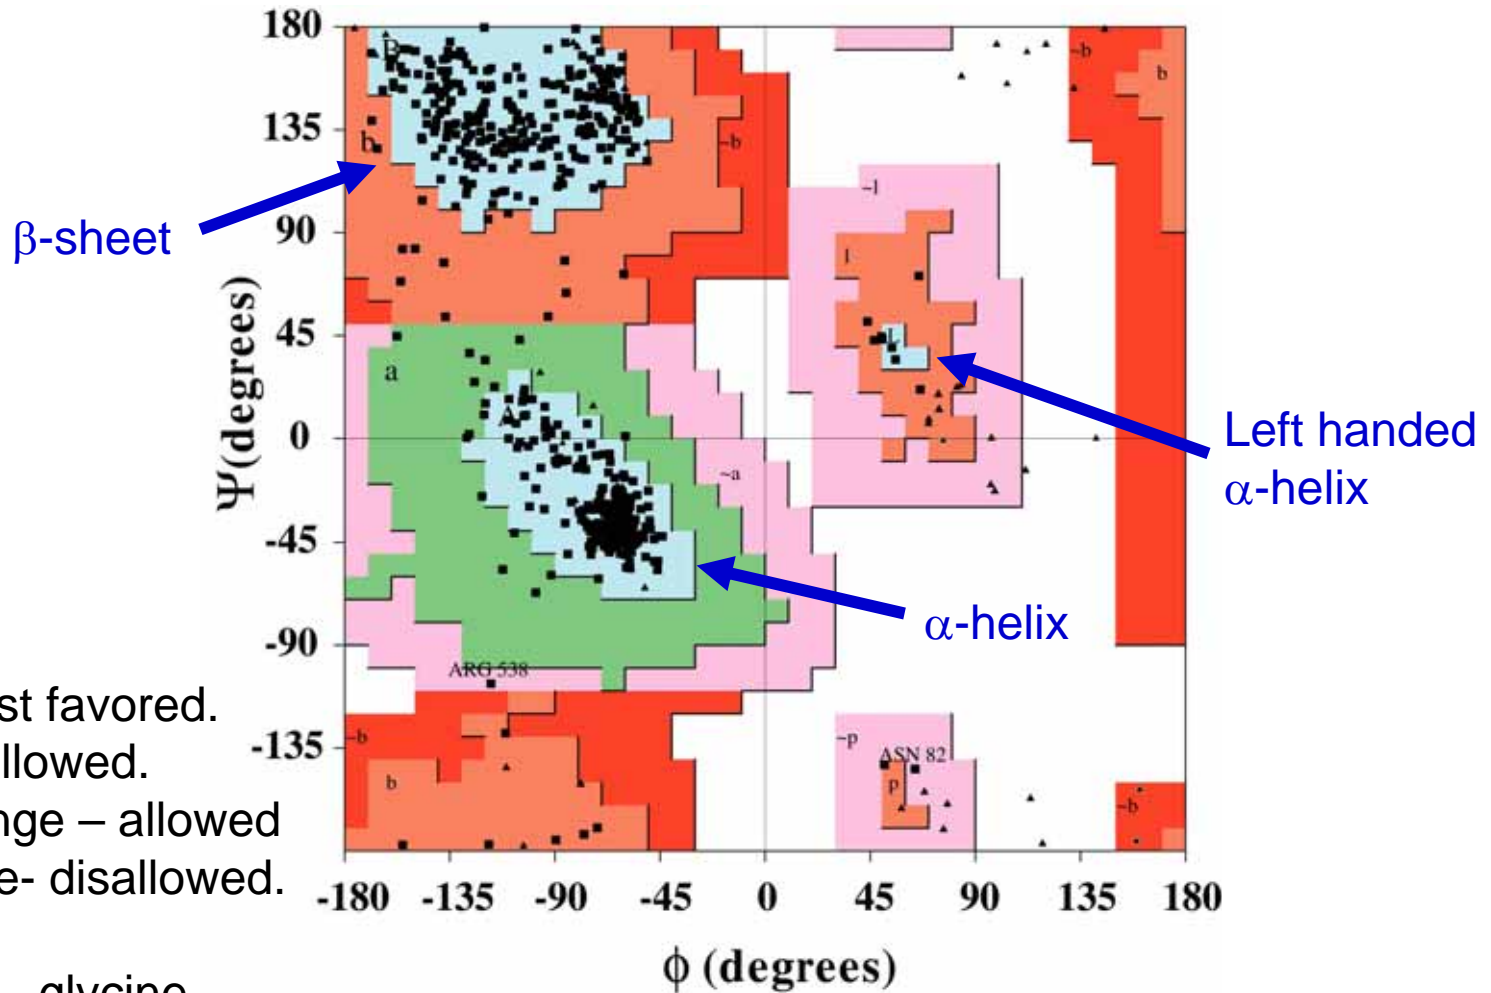 180
135
90
45
0
-45
-90
-135
Ψ(degrees)
B
b
~b
~b
b
~l
l
L
a
A
~a
ARG 538
~b
b
~p
ASN 82
p
~b
β-sheet
Left handed
α-helix
α-helix
st favored.
llowed.
nge – allowed
e- disallowed.
glycine
-180 -135 -90 -45 0 45 90 135 180
ϕ (degrees)